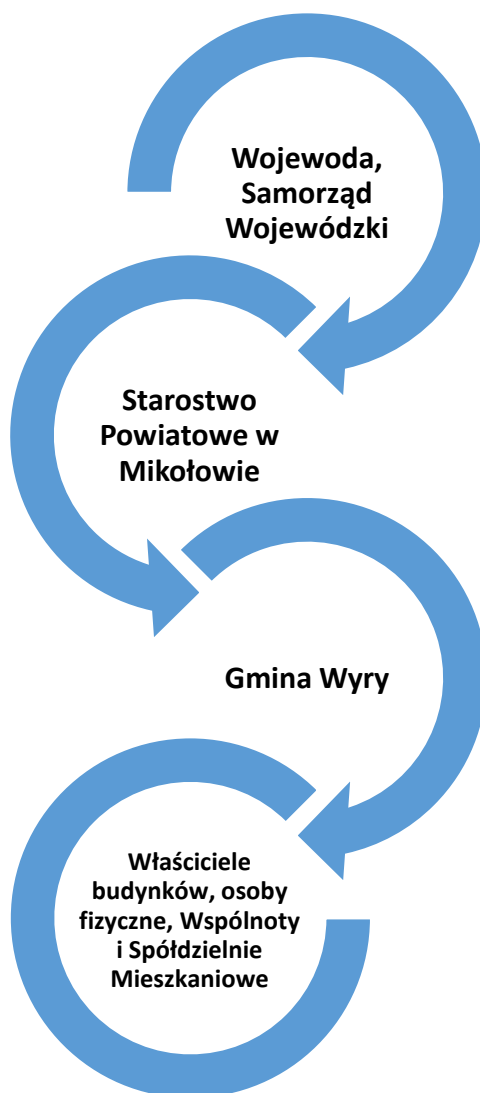 Wojewoda,
Samorząd
Wojewódzki
Starostwo
Powiatowe w
Mikołowie
Gmina Wyry
Właściciele
budynków, osoby
fizyczne, Wspólnoty
i Spółdzielnie
Mieszkaniowe